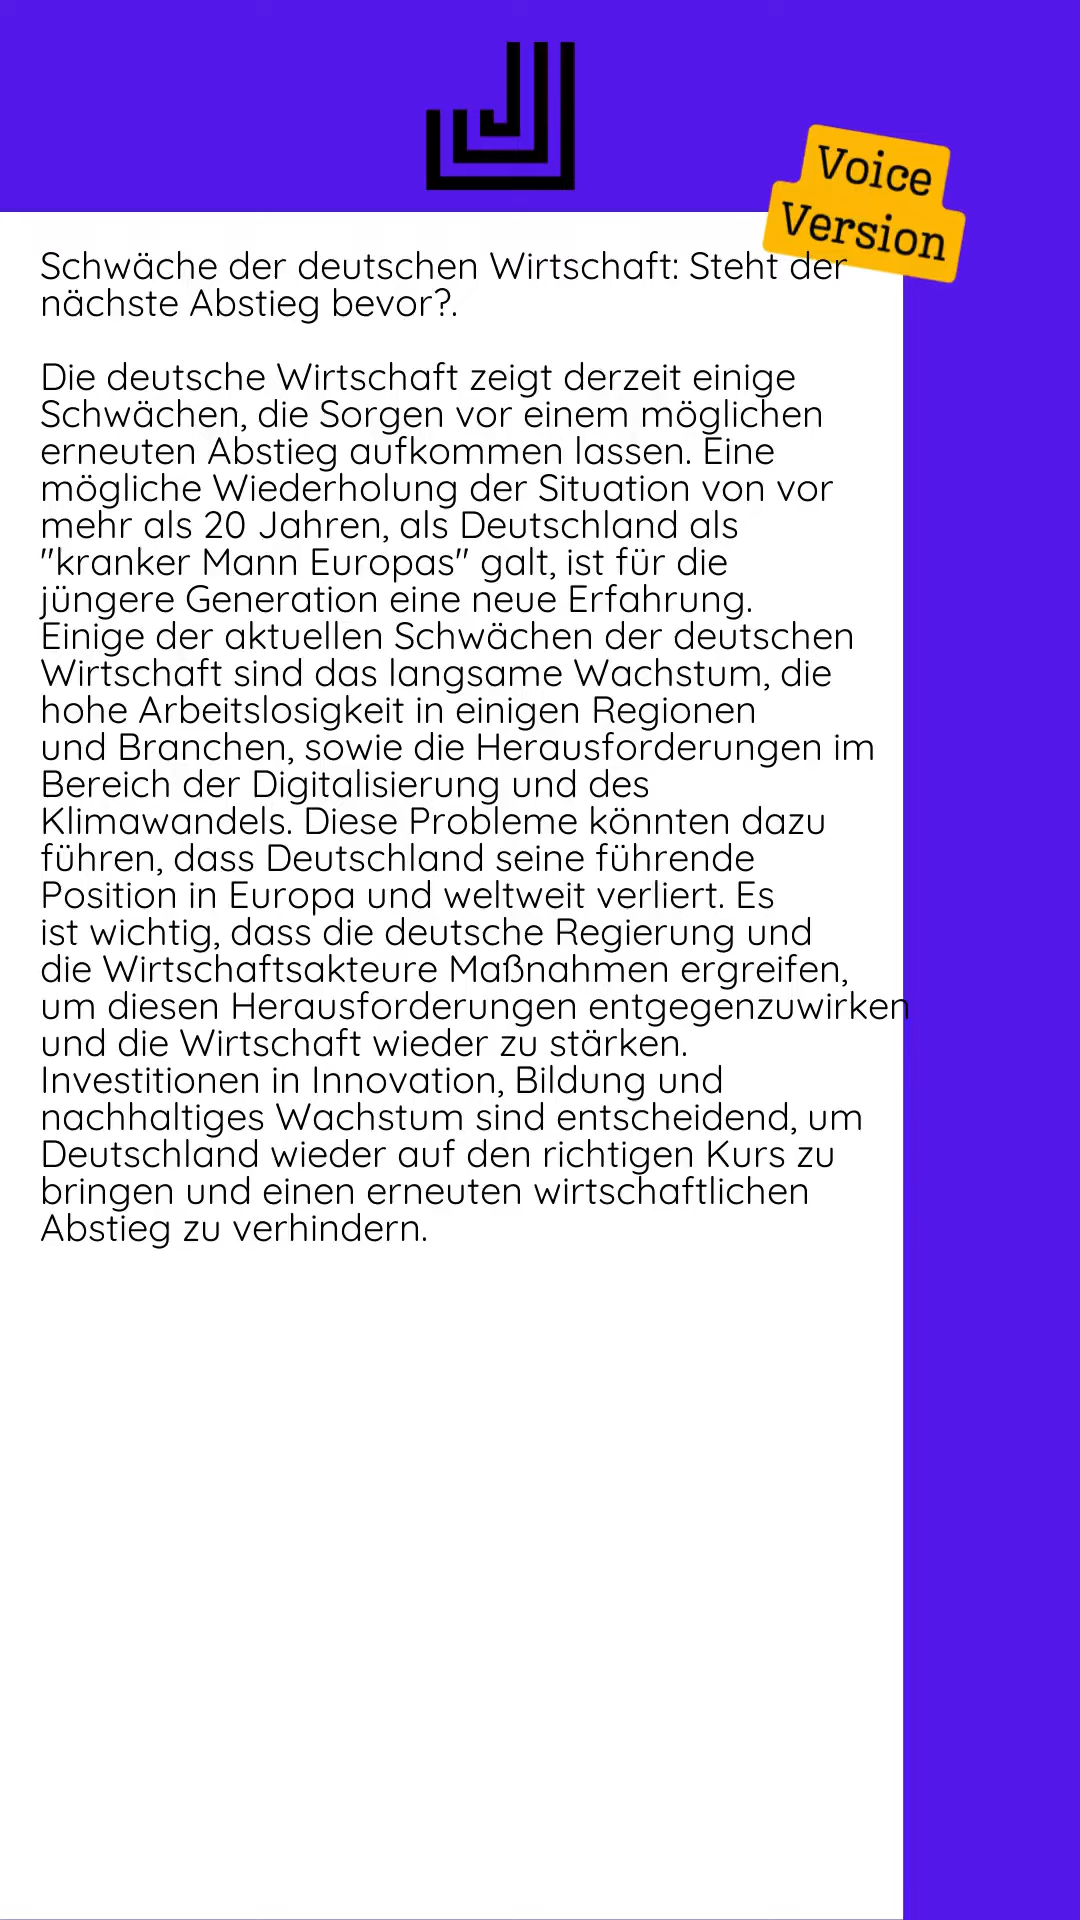 Voice
Version
Schwäche der deutschen Wirtschaft: Steht der
nächste Abstieg bevor?.
Die deutsche Wirtschaft zeigt derzeit einige
Schwächen, die Sorgen vor einem möglichen
erneuten Abstieg aufkommen lassen. Eine
mögliche Wiederholung der Situation von vor
mehr als 20 Jahren, als Deutschland als
"kranker Mann Europas" galt, ist für die
jüngere Generation eine neue Erfahrung.
Einige der aktuellen Schwächen der deutschen
Wirtschaft sind das langsame Wachstum, die
hohe Arbeitslosigkeit in einigen Regionen
und Branchen, sowie die Herausforderungen im
Bereich der Digitalisierung und des
Klimawandels. Diese Probleme könnten dazu
führen, dass Deutschland seine führende
Position in Europa und weltweit verliert. Es
ist wichtig, dass die deutsche Regierung und
die Wirtschaftsakteure Maßnahmen ergreifen,
um diesen Herausforderungen entgegenzuwirken
und die Wirtschaft wieder zu stärken.
Investitionen in Innovation, Bildung und
nachhaltiges Wachstum sind entscheidend, um
Deutschland wieder auf den richtigen Kurs zu
bringen und einen erneuten wirtschaftlichen
Abstieg zu verhindern.